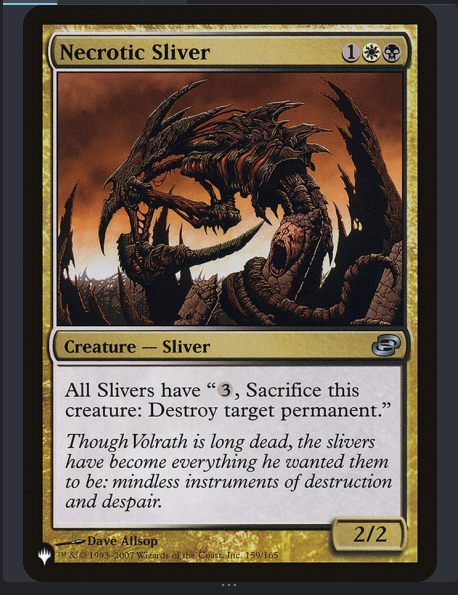 Necrotic Sliver 1
Creature — Sliver
All Slivers have “3, Sacrifice this
creature: Destroy target permanent.”
Though Volrath is long dead, the slivers
have become everything he wanted them
to be: mindless instruments of destruction
and despair.
2/2
Dave Allsop
™ & © 1993–2007 Wizards of the Coast, Inc. 159/165